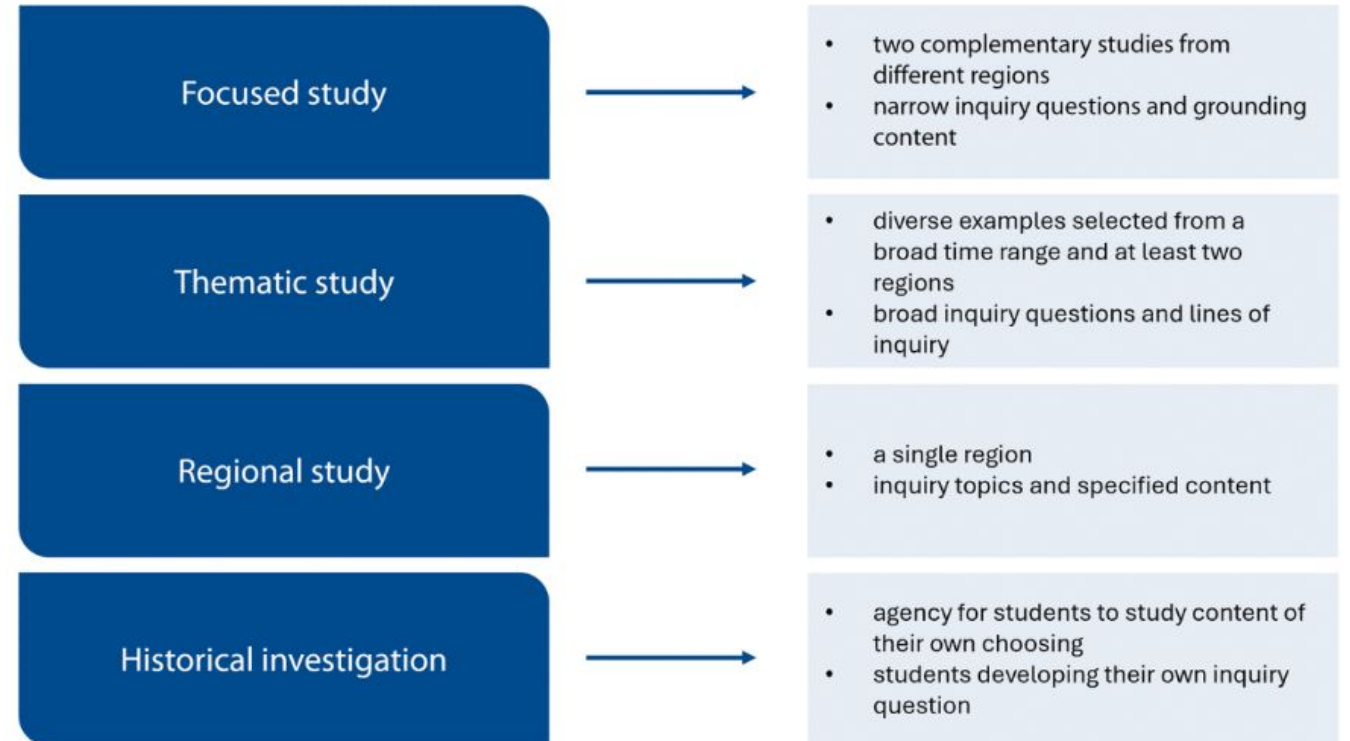 Focused study
• two complementary studies from
different regions
• narrow inquiry questions and grounding
content
Thematic study
• diverse examples selected from a
broad time range and at least two
regions
• broad inquiry questions and lines of
inquiry
Regional study
• a single region
• inquiry topics and specified content
Historical investigation
• agency for students to study content of
their own choosing
• students developing their own inquiry
question